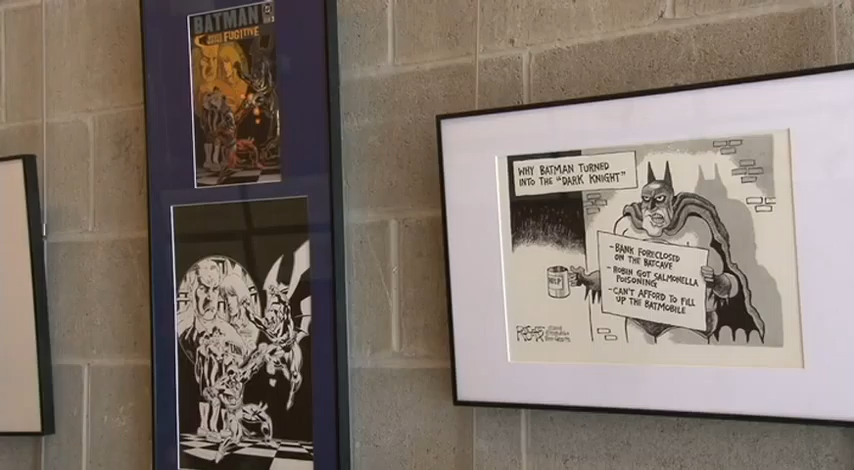 BATMAN
FUGITIVE
WHY BATMAN TURNED
INTO THE "DARK KNIGHT"
- BANK FORECLOSED
ON THE BATCAVE
- ROBIN GOT SALMONELLA
POISONING
- CAN'T AFFORD TO FILL
UP THE BATMOBILE
HELP